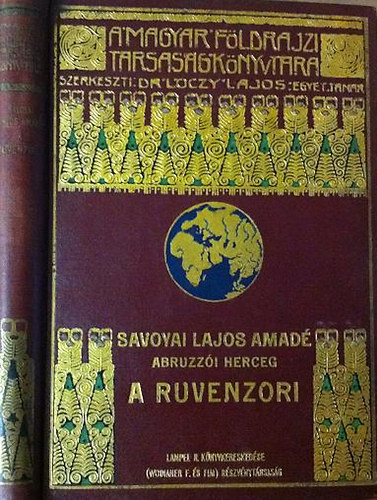 A MAGYAR FÖLDRAJZI
TÁRSASÁG KÖNYVTÁRA
SZERKESZTI: DR LÓCZY LAJOS: EGYET. TANÁR
SAVOYAI LAJOS AMADÉ
ABRUZZÓI HERCEG
A RUVENZORI
LAMPEL R. KÖNYVKERESKEDÉSE
(WODIANER F. ÉS FIAI) RÉSZVÉNYTÁRSASÁG